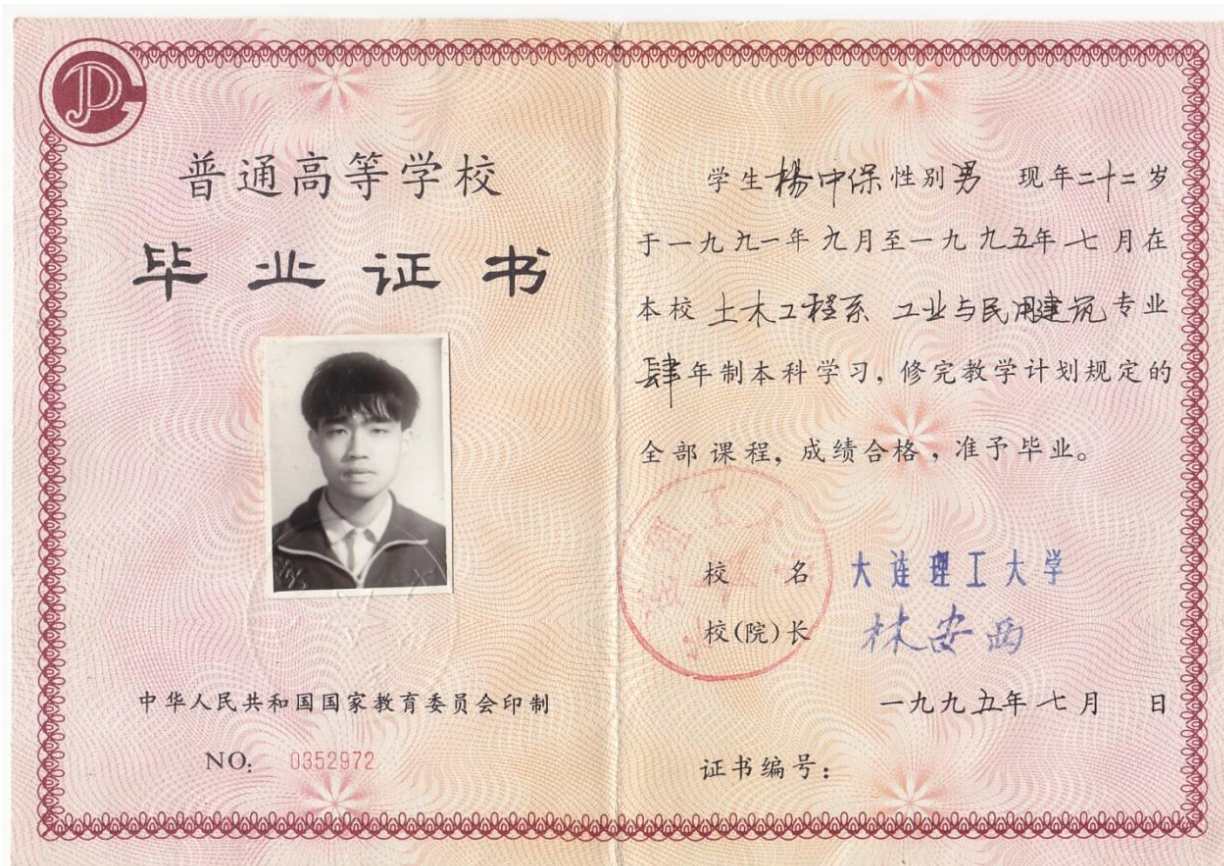 普通高等学校
毕业证书
中华人民共和国国家教育委员会印制
NO: 0352972
学生楊中保性别男 现年二十二岁
于一九九一年九月至一九九五年七月在
本校 土木工程系 工业与民用建筑专业
肆年制本科学习，修完教学计划规定的
全部课程，成绩合格，准予毕业。
校 名 大连理工大学
校(院)长 林安西
一九九五年七月 日
证书编号：